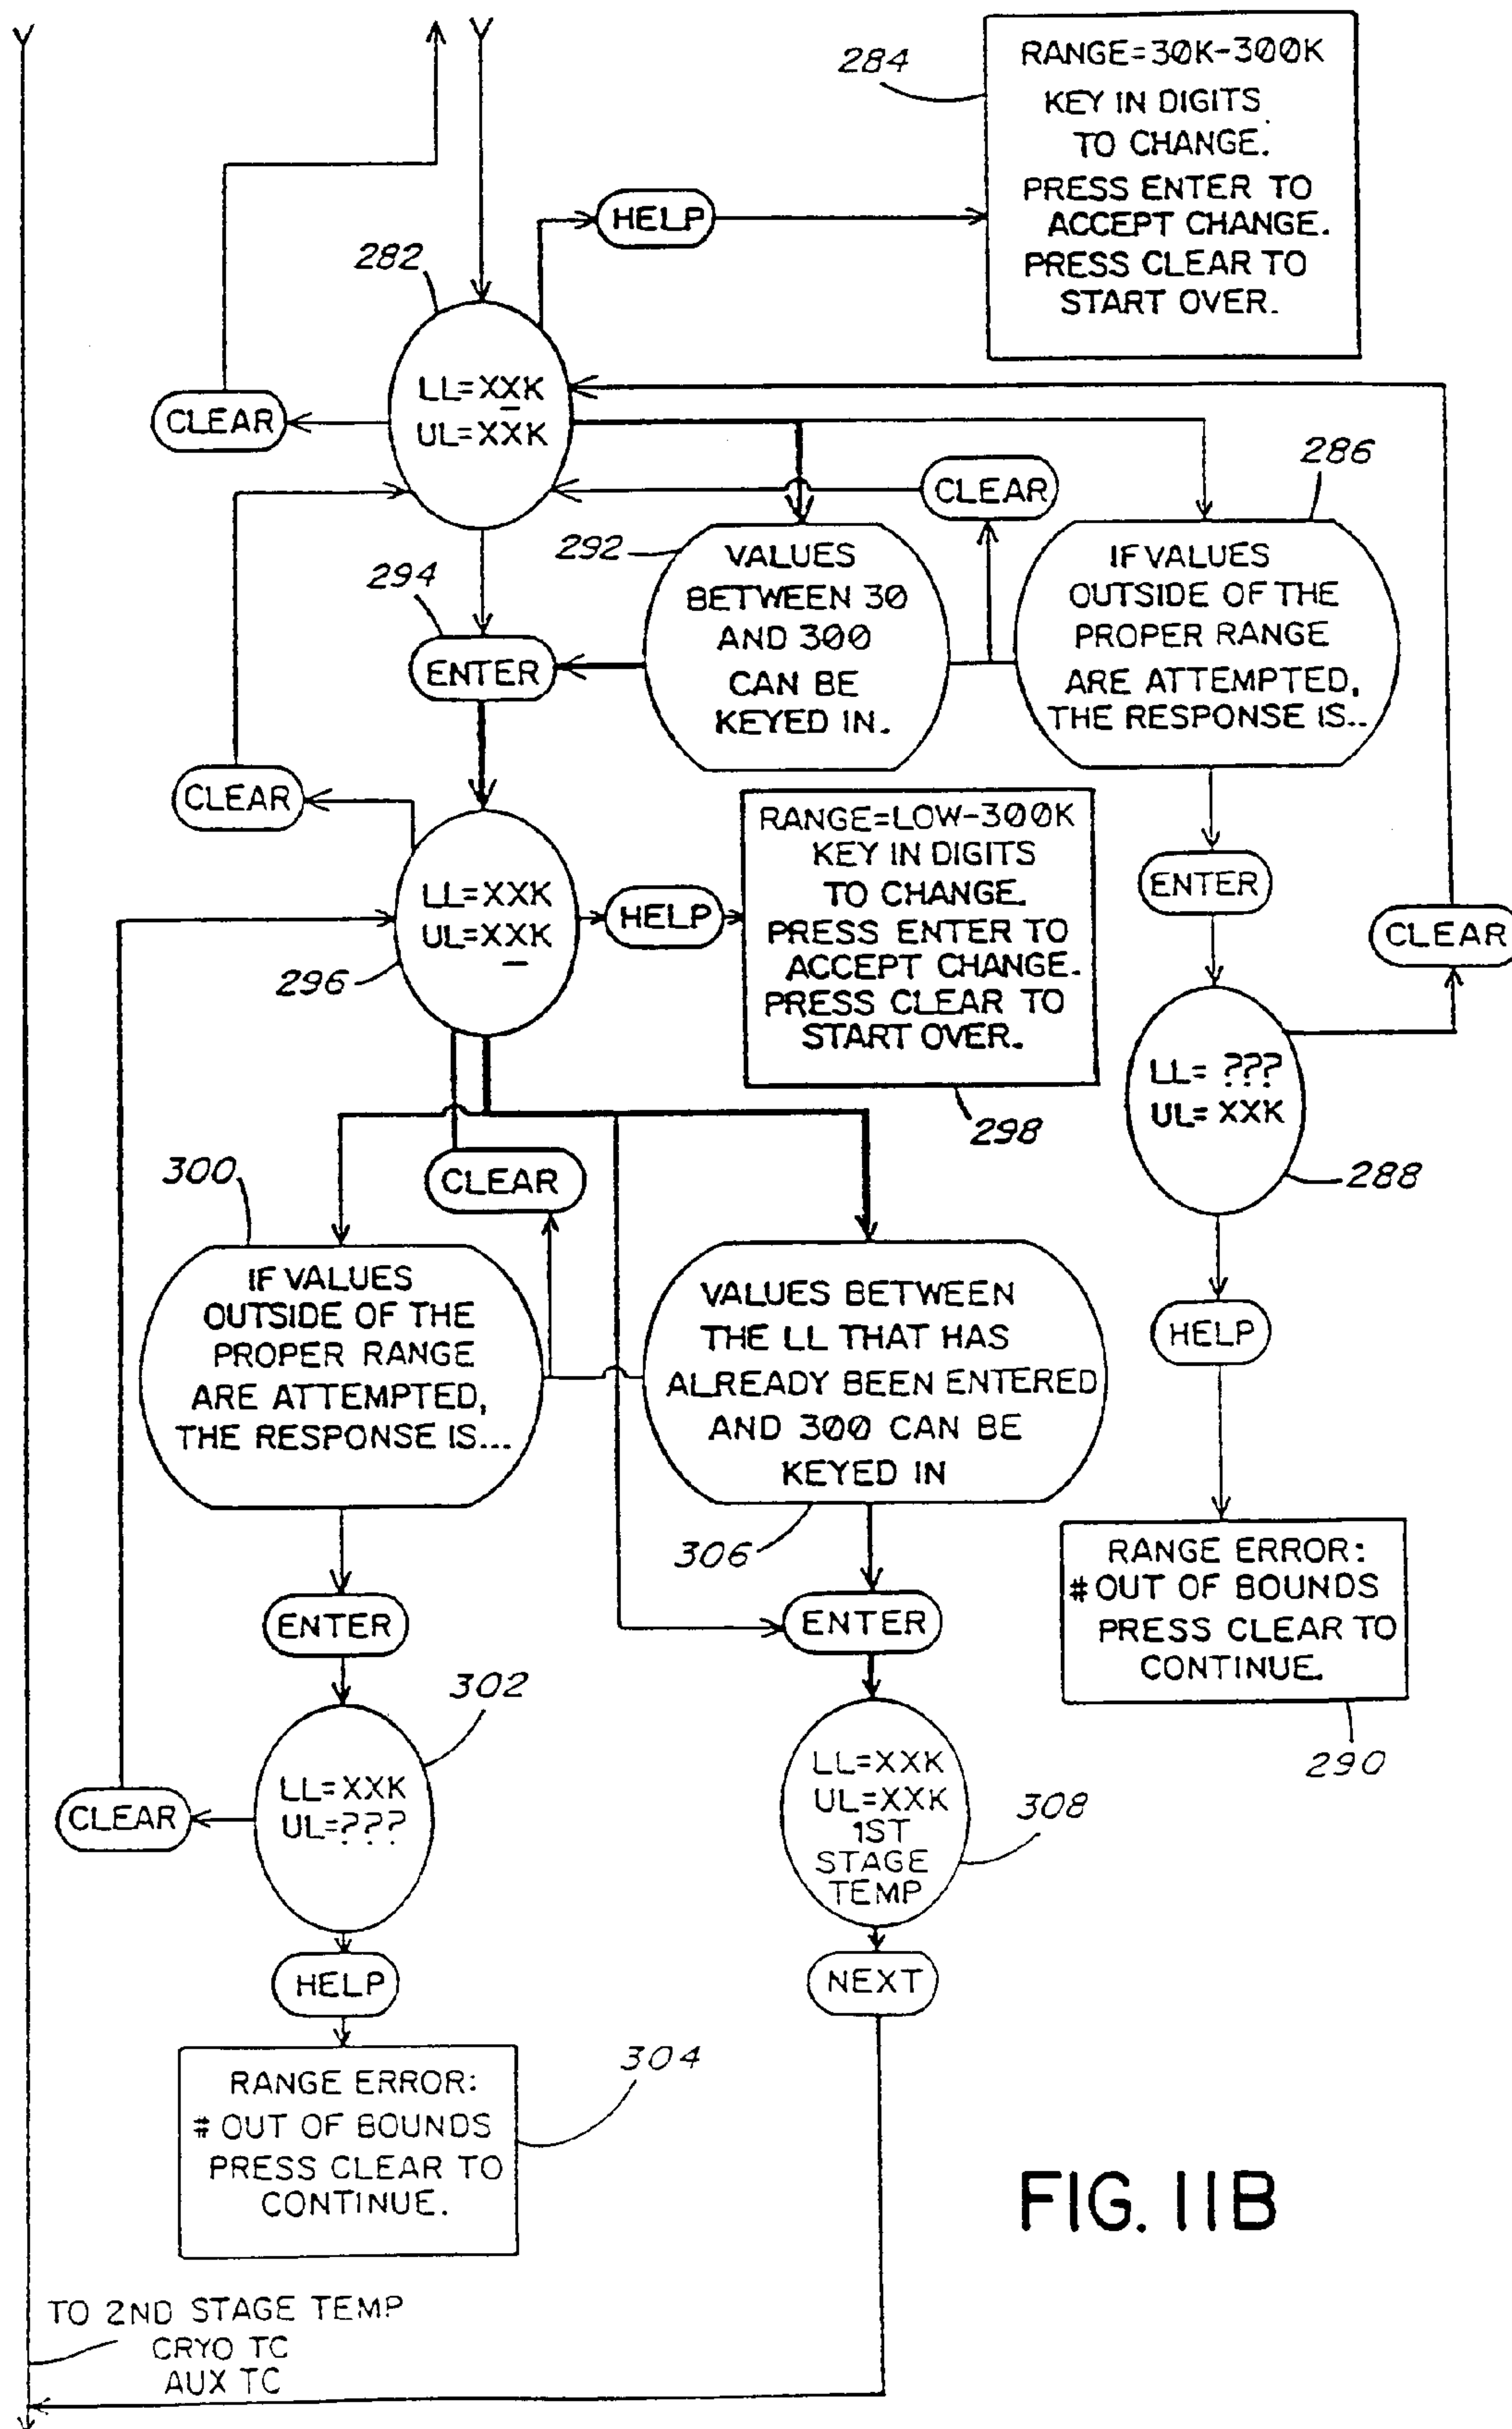 284
RANGE=30K-300K
KEY IN DIGITS
TO CHANGE.
PRESS ENTER TO
ACCEPT CHANGE.
PRESS CLEAR TO
START OVER.
HELP
282
LL=XXK
UL=XXK
CLEAR
286
CLEAR
292
VALUES
BETWEEN 30
AND 300
CAN BE
KEYED IN.
IF VALUES
OUTSIDE OF THE
PROPER RANGE
ARE ATTEMPTED,
THE RESPONSE IS..
294
ENTER
CLEAR
LL=XXK
UL=XXK
296
HELP
RANGE=LOW-300K
KEY IN DIGITS
TO CHANGE.
PRESS ENTER TO
ACCEPT CHANGE.
PRESS CLEAR TO
START OVER.
298
ENTER
CLEAR
LL= ???
UL= XXK
288
HELP
300
CLEAR
IF VALUES
OUTSIDE OF THE
PROPER RANGE
ARE ATTEMPTED,
THE RESPONSE IS...
VALUES BETWEEN
THE LL THAT HAS
ALREADY BEEN ENTERED
AND 300 CAN BE
KEYED IN
306
RANGE ERROR:
# OUT OF BOUNDS
PRESS CLEAR TO
CONTINUE.
290
ENTER
ENTER
302
LL=XXK
UL=???
CLEAR
LL=XXK
UL=XXK
1ST
STAGE
TEMP
308
HELP
NEXT
304
RANGE ERROR:
# OUT OF BOUNDS
PRESS CLEAR TO
CONTINUE.
FIG. 11B
TO 2ND STAGE TEMP
CRYO TC
AUX TC